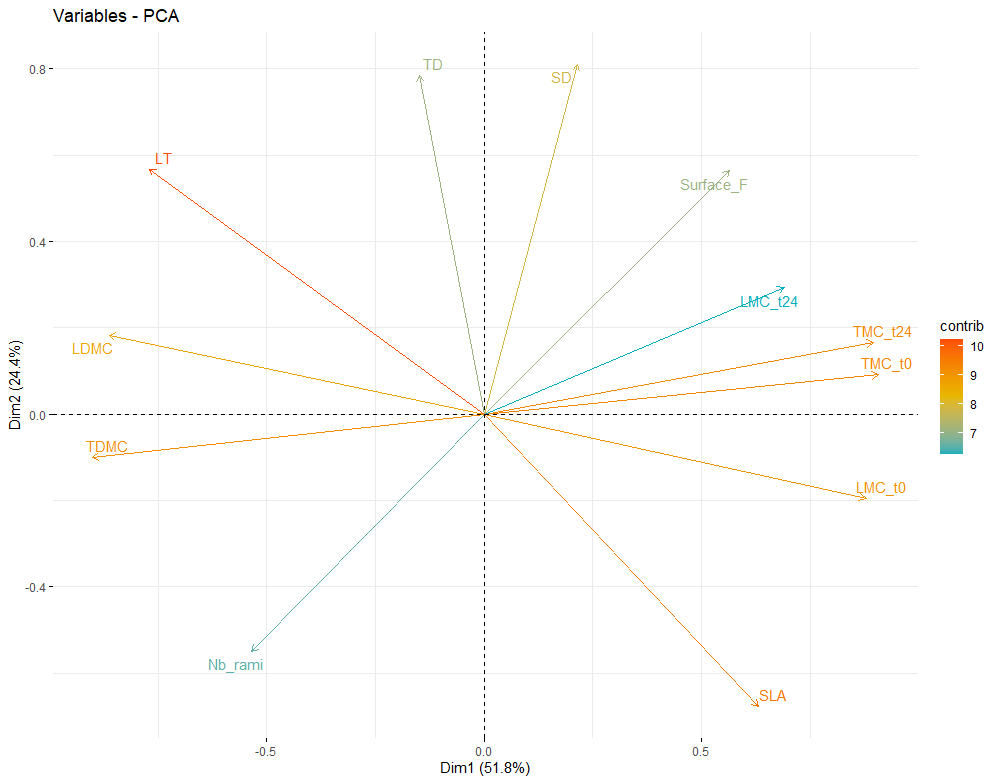 Variables - PCA
TD
SD
0.8
LT
Surface_F
0.4
LMC_t24
TMC_t24
contrib
10
LDMC
TMC_t0
9
8
Dim2 (24.4%)
0.0
7
TDMC
LMC_t0
-0.4
Nb_rami
SLA
-0.5
0.0
0.5
Dim1 (51.8%)